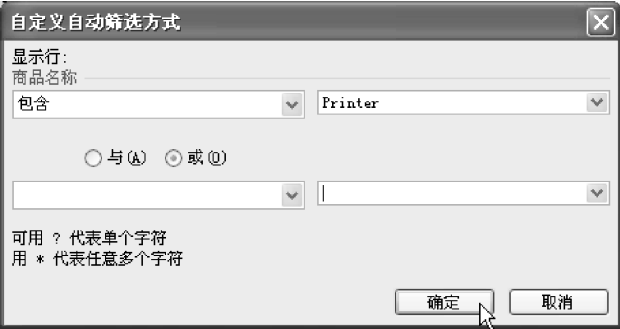 自定义自动筛选方式
显示行:
商品名称
包含 Printer
与(A) 或(O)
可用 ? 代表单个字符
用 * 代表任意多个字符
确定 取消